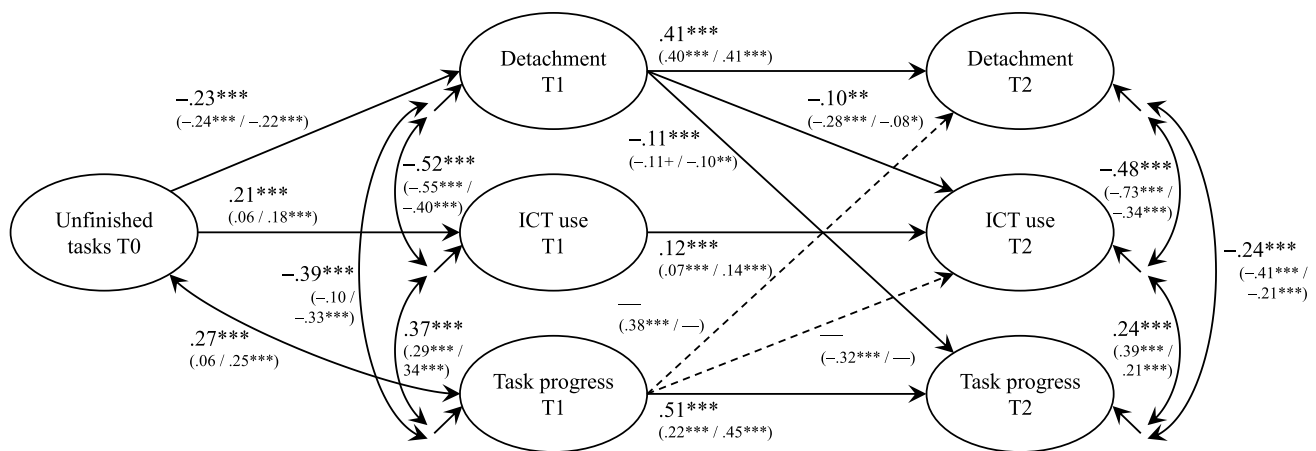 Detachment
T1
.41***
(.40*** / .41***)
Detachment
T2
−.23***
(−.24*** / −.22***)
−.10**
(−.28*** / −.08*)
−.11***
(−.11+ / −.10**)
−.52***
(−.55*** /
−.40***)
−.48***
(−.73*** /
−.34***)
Unfinished
tasks T0
.21***
(.06 / .18***)
ICT use
T1
.12***
(.07*** / .14***)
ICT use
T2
−.24***
(−.41*** /
−.21***)
−.39***
(−.10 /
−.33***)
.27***
(.06 / .25***)
.37***
(.29*** /
34***)
—
(.38*** / —)
—
(−.32*** / —)
.24***
(.39*** /
.21***)
Task progress
T1
.51***
(.22*** / .45***)
Task progress
T2